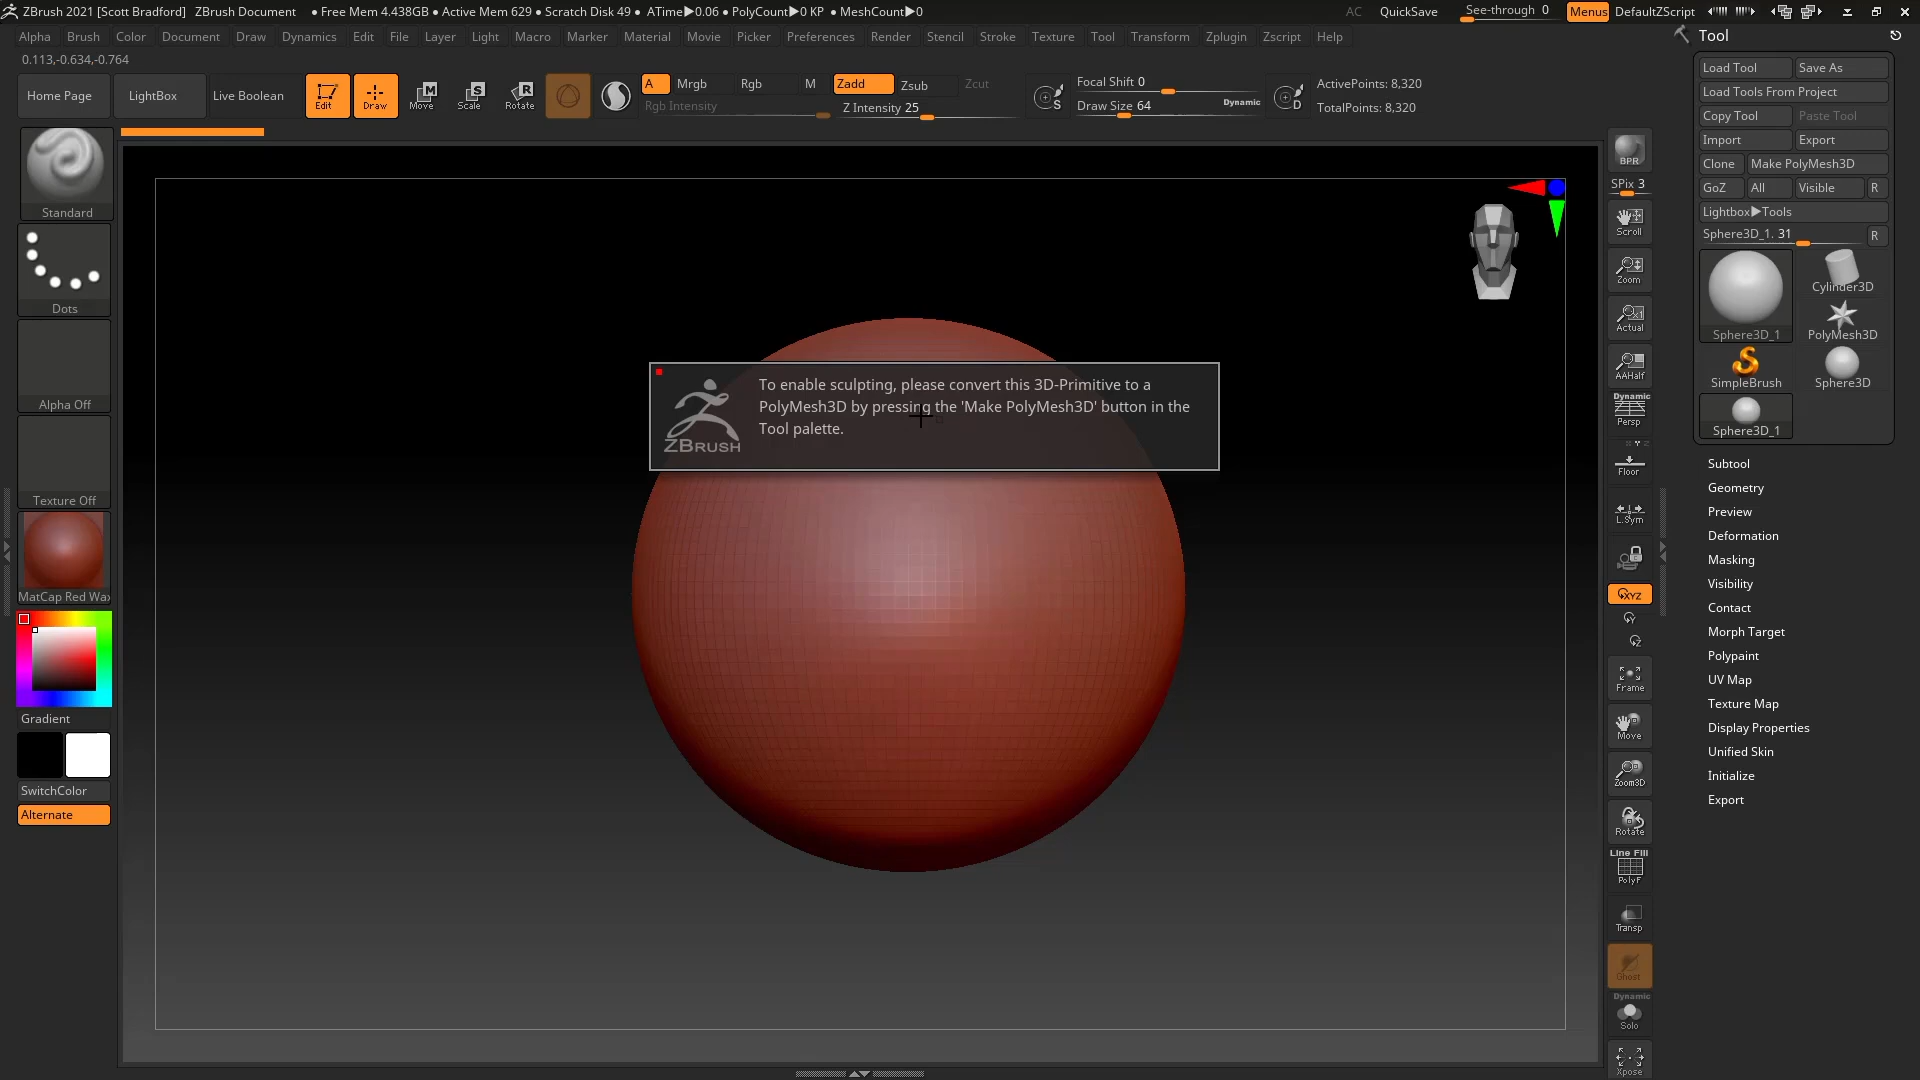 ZBrush 2021 [Scott Bradford] ZBrush Document ● Free Mem 4.438GB ● Active Mem 629 ● Scratch Disk 49 ● ATime▶0.06 ● PolyCount▶0 KP ● MeshCount▶0 AC QuickSave See-through 0 Menus DefaultZScript
Alpha Brush Color Document Draw Dynamics Edit File Layer Light Macro Marker Material Movie Picker Preferences Render Stencil Stroke Texture Tool Transform Zplugin Zscript Help
0.113,-0.634,-0.764
Home Page LightBox Live Boolean Edit Draw Move Scale Rotate
M S R
A Mrgb Rgb M Zadd Zsub Zcut
Rgb Intensity Z Intensity 25
S Focal Shift 0
Draw Size 64 Dynamic
D ActivePoints: 8,320
TotalPoints: 8,320
Standard
Dots
Alpha Off
Texture Off
MatCap Red Wax
Gradient
SwitchColor
Alternate
To enable sculpting, please convert this 3D-Primitive to a
PolyMesh3D by pressing the 'Make PolyMesh3D' button in the
Tool palette.
ZBRUSH
BPR
SPix 3
Scroll
Zoom
Actual
AAHalf
Dynamic
Persp
Floor
L.Sym
XYZ
Y
Z
Frame
Move
Zoom3D
Rotate
Line Fill
PolyF
Transp
Ghost
Dynamic
Solo
Xpose
Tool
Load Tool Save As
Load Tools From Project
Copy Tool Paste Tool
Import Export
Clone Make PolyMesh3D
GoZ All Visible R
Lightbox▶Tools
Sphere3D_1. 31 R
Sphere3D_1 Cylinder3D
PolyMesh3D
SimpleBrush Sphere3D
Sphere3D_1
Subtool
Geometry
Preview
Deformation
Masking
Visibility
Contact
Morph Target
Polypaint
UV Map
Texture Map
Display Properties
Unified Skin
Initialize
Export